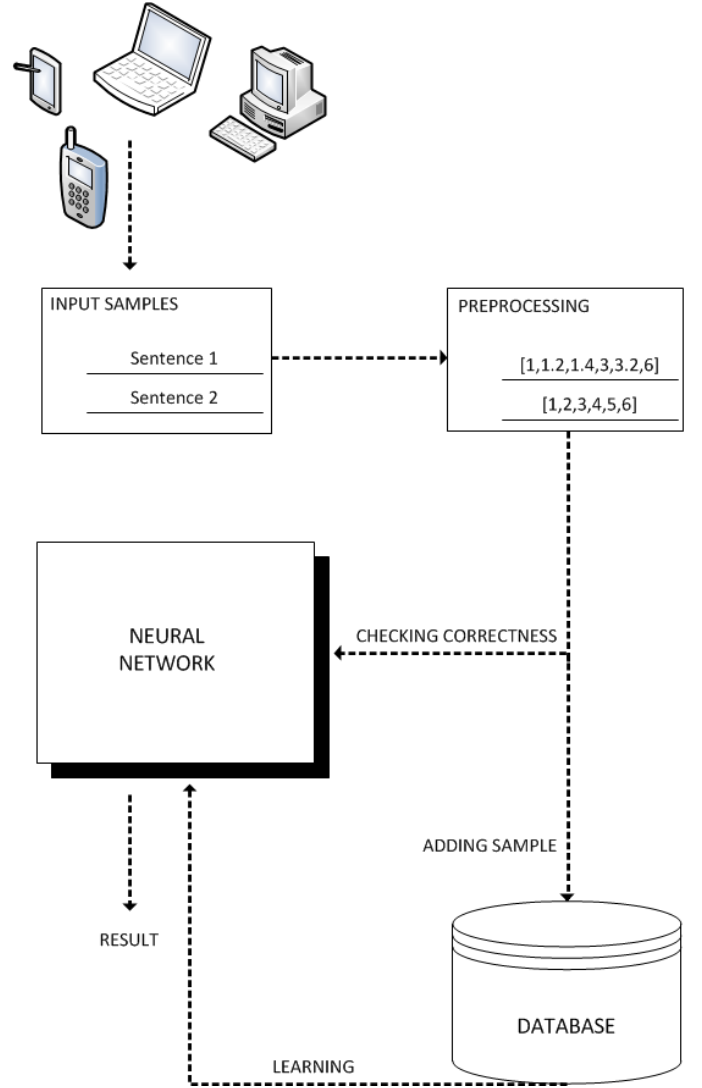 INPUT SAMPLES
Sentence 1
Sentence 2
PREPROCESSING
[1,1.2,1.4,3,3.2,6]
[1,2,3,4,5,6]
NEURAL
NETWORK
CHECKING CORRECTNESS
ADDING SAMPLE
RESULT
DATABASE
LEARNING